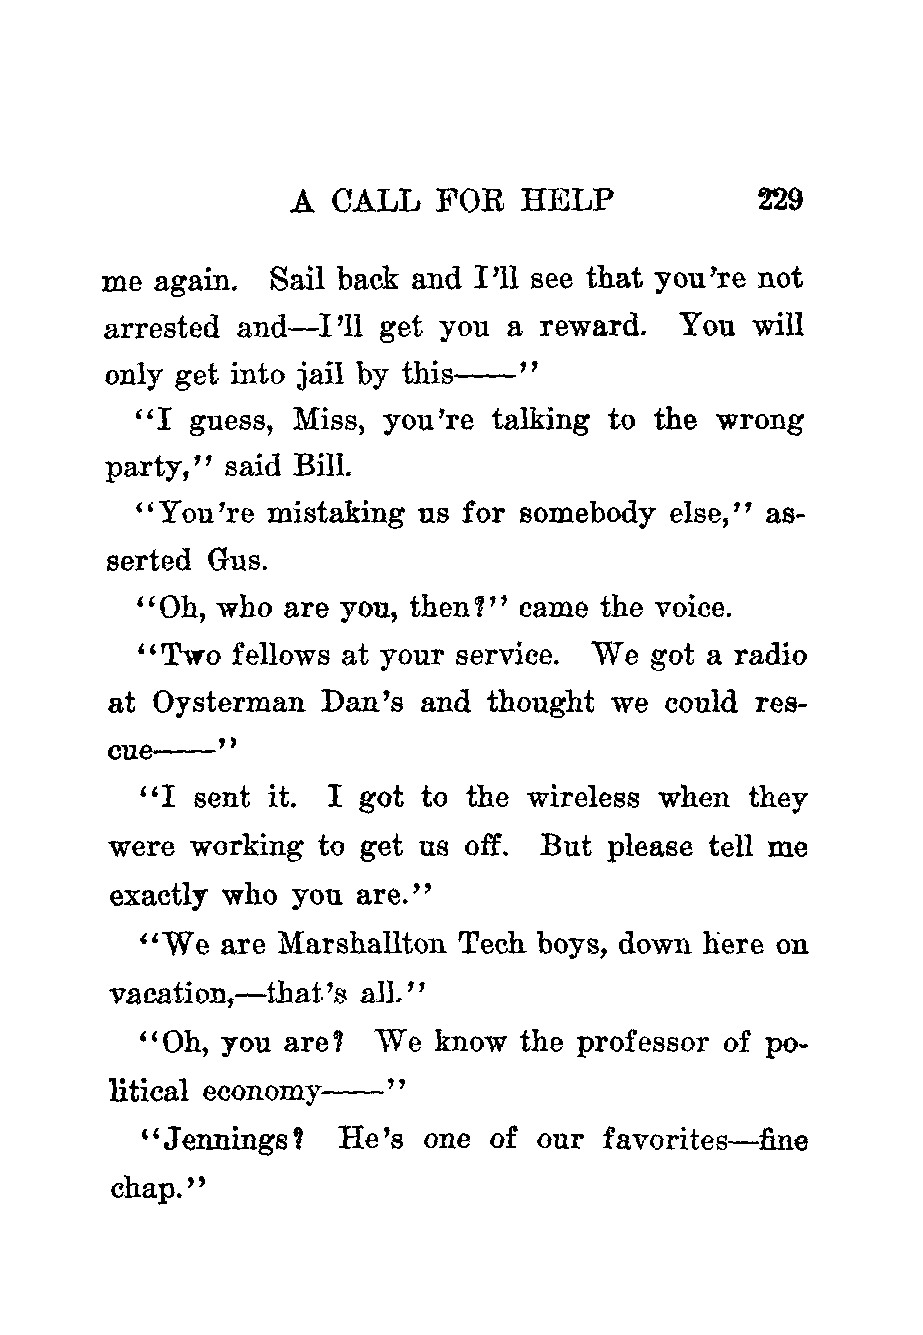 A CALL FOR HELP 229
me again. Sail back and I'll see that you're not
arrested and—I'll get you a reward. You will
only get into jail by this——"
"I guess, Miss, you're talking to the wrong
party," said Bill.
"You're mistaking us for somebody else," as-
serted Gus.
"Oh, who are you, then?" came the voice.
"Two fellows at your service. We got a radio
at Oysterman Dan's and thought we could res-
cue——"
"I sent it. I got to the wireless when they
were working to get us off. But please tell me
exactly who you are."
"We are Marshallton Tech boys, down here on
vacation,—that's all."
"Oh, you are? We know the professor of po-
litical economy——"
"Jennings? He's one of our favorites—fine
chap."